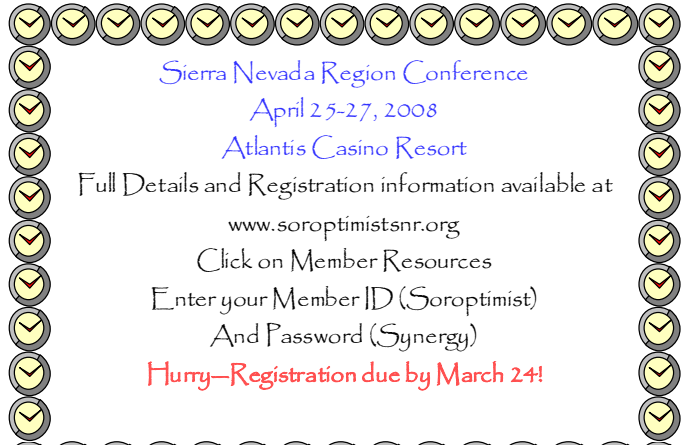 Sierra Nevada Region Conference
April 25-27, 2008
Atlantis Casino Resort
Full Details and Registration information available at
www.soroptimistsnr.org
Click on Member Resources
Enter your Member ID (Soroptimist)
And Password (Synergy)
Hurry—Registration due by March 24!